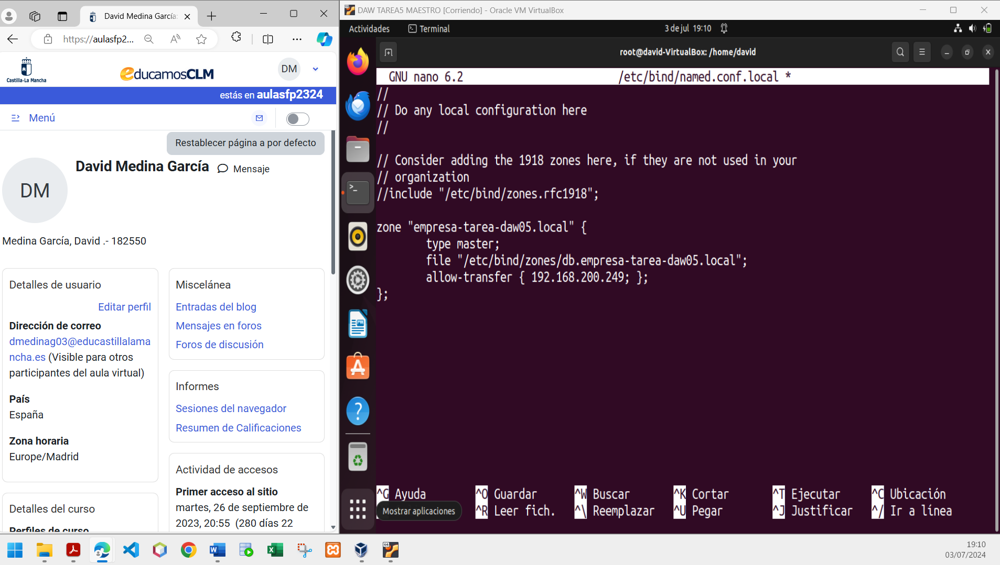 David Medina García:
https://aulasfp2...
Castilla-La Mancha
educamosCLM
DM
estás en aulasfp2324
Menú
Restablecer página a por defecto
DM
David Medina García
Mensaje
Medina García, David .- 182550
Detalles de usuario
Editar perfil
Dirección de correo
dmedinag03@educastillalama
ncha.es (Visible para otros
participantes del aula virtual)
País
España
Zona horaria
Europe/Madrid
Detalles del curso
Perfiles de curso
Miscelánea
Entradas del blog
Mensajes en foros
Foros de discusión
Informes
Sesiones del navegador
Resumen de Calificaciones
Actividad de accesos
Primer acceso al sitio
martes, 26 de septiembre de
2023, 20:55 (280 días 22
DAW TAREA5 MAESTRO [Corriendo] - Oracle VM VirtualBox
Actividades
Terminal
3 de jul 19:10
root@david-VirtualBox: /home/david
GNU nano 6.2 /etc/bind/named.conf.local *
//
// Do any local configuration here
//
// Consider adding the 1918 zones here, if they are not used in your
// organization
//include "/etc/bind/zones.rfc1918";
zone "empresa-tarea-daw05.local" {
type master;
file "/etc/bind/zones/db.empresa-tarea-daw05.local";
allow-transfer { 192.168.200.249; };
};
^G Ayuda ^O Guardar ^W Buscar ^K Cortar ^T Ejecutar ^C Ubicación
^R Leer fich. ^\ Reemplazar ^U Pegar ^J Justificar ^/ Ir a línea
Mostrar aplicaciones
19:10
03/07/2024